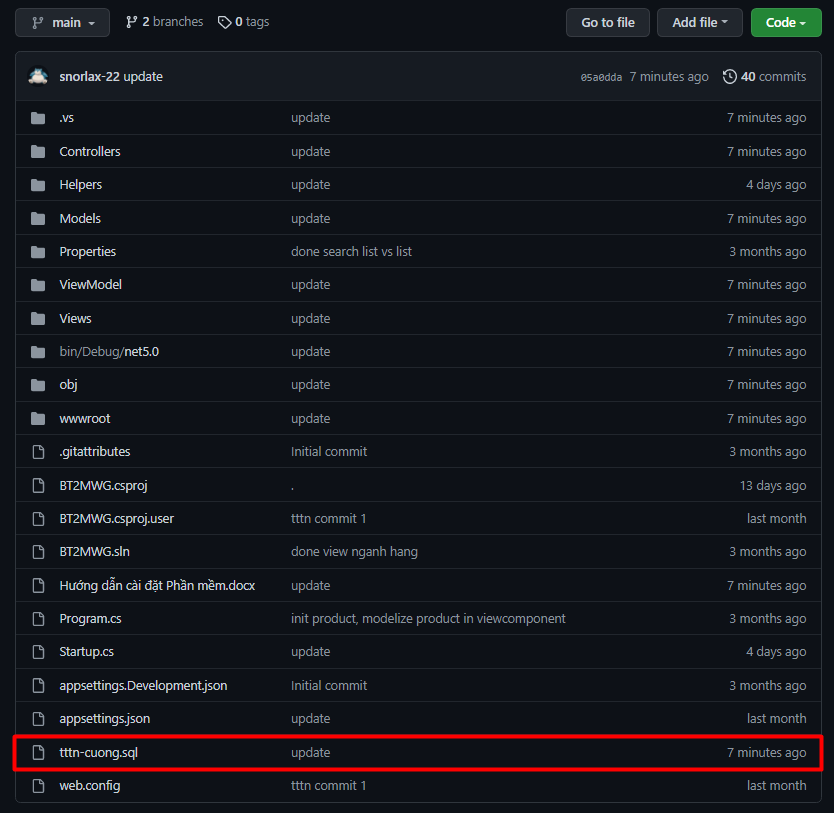 main 2 branches 0 tags Go to file Add file Code
snorlax-22 update 05a0dda 7 minutes ago 40 commits
.vs update 7 minutes ago
Controllers update 7 minutes ago
Helpers update 4 days ago
Models update 7 minutes ago
Properties done search list vs list 3 months ago
ViewModel update 7 minutes ago
Views update 7 minutes ago
bin/Debug/net5.0 update 7 minutes ago
obj update 7 minutes ago
wwwroot update 7 minutes ago
.gitattributes Initial commit 3 months ago
BT2MWG.csproj . 13 days ago
BT2MWG.csproj.user tttn commit 1 last month
BT2MWG.sln done view nganh hang 3 months ago
Hướng dẫn cài đặt Phần mềm.docx update 7 minutes ago
Program.cs init product, modelize product in viewcomponent 3 months ago
Startup.cs update 4 days ago
appsettings.Development.json Initial commit 3 months ago
appsettings.json update last month
tttn-cuong.sql update 7 minutes ago
web.config tttn commit 1 last month